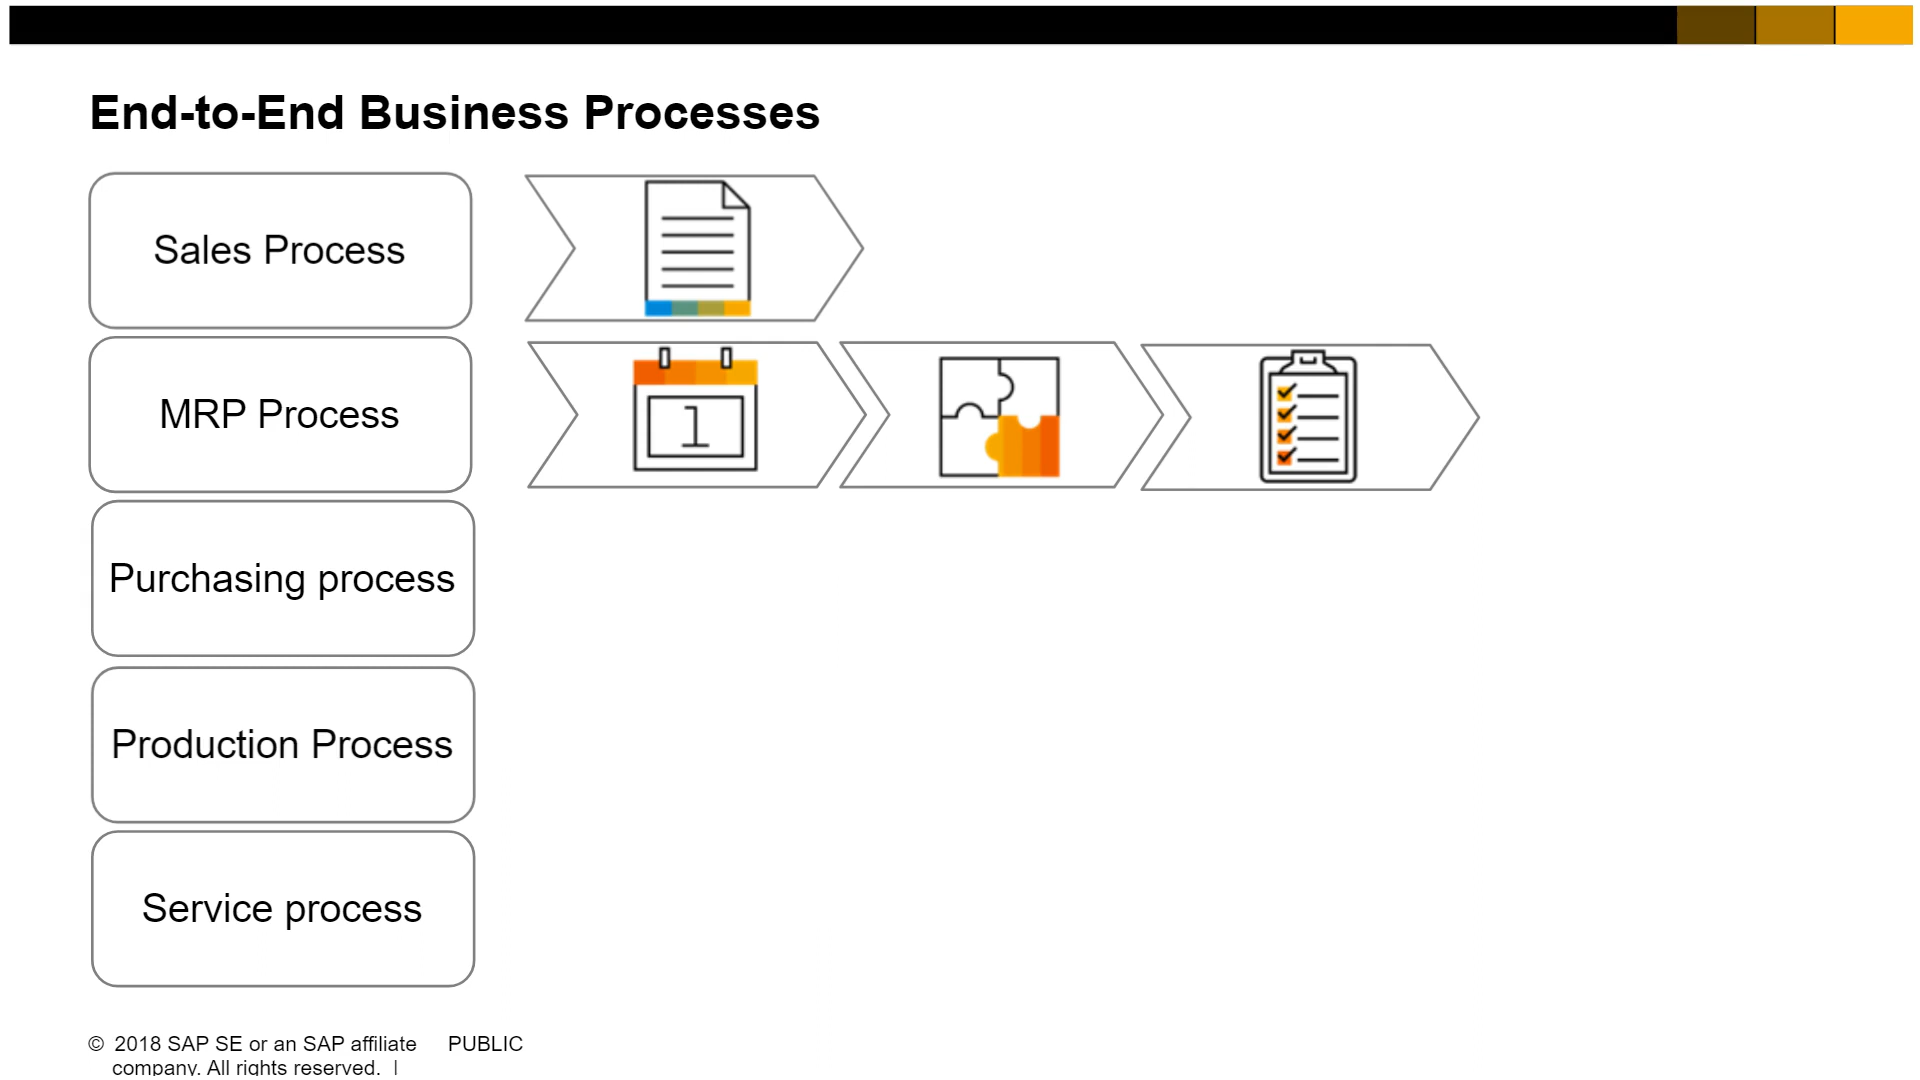 End-to-End Business Processes
Sales Process
MRP Process
1
Purchasing process
Production Process
Service process
© 2018 SAP SE or an SAP affiliate PUBLIC
company. All rights reserved. |